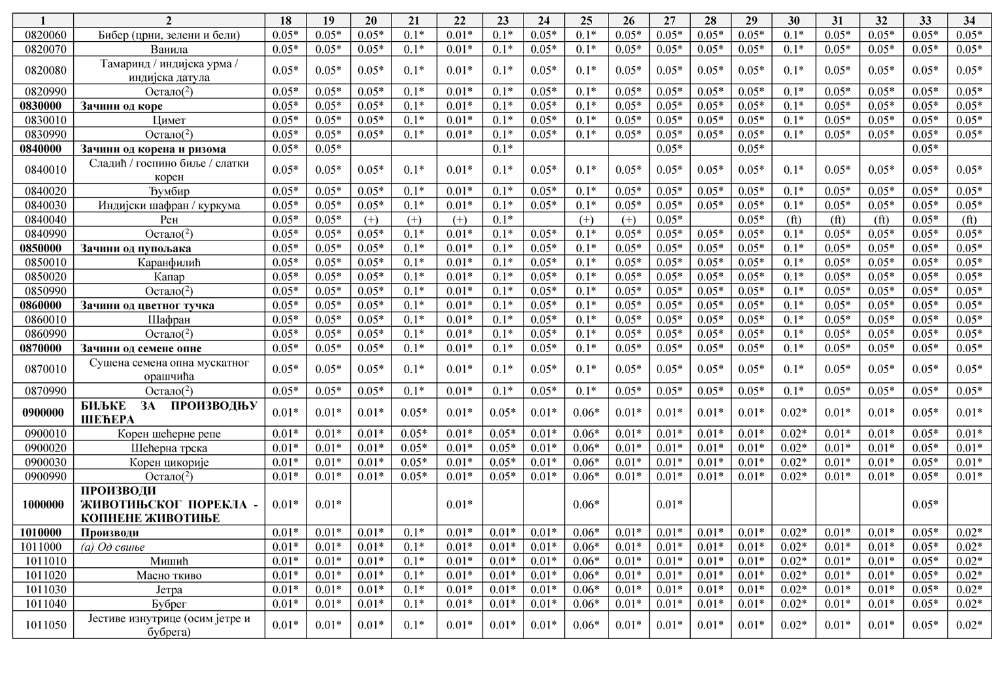 1 2 18 19 20 21 22 23 24 25 26 27 28 29 30 31 32 33 34
0820060 Бибер (црни, зелени и бели) 0.05* 0.05* 0.05* 0.1* 0.01* 0.1* 0.05* 0.1* 0.05* 0.05* 0.05* 0.05* 0.1* 0.05* 0.05* 0.05* 0.05*
0820070 Ванила 0.05* 0.05* 0.05* 0.1* 0.01* 0.1* 0.05* 0.1* 0.05* 0.05* 0.05* 0.05* 0.1* 0.05* 0.05* 0.05* 0.05*
0820080 Тамаринд / индијска урма /
индијска датула 0.05* 0.05* 0.05* 0.1* 0.01* 0.1* 0.05* 0.1* 0.05* 0.05* 0.05* 0.05* 0.1* 0.05* 0.05* 0.05* 0.05*
0820990 Остало(2) 0.05* 0.05* 0.05* 0.1* 0.01* 0.1* 0.05* 0.1* 0.05* 0.05* 0.05* 0.05* 0.1* 0.05* 0.05* 0.05* 0.05*
0830000 Зачини од коре 0.05* 0.05* 0.05* 0.1* 0.01* 0.1* 0.05* 0.1* 0.05* 0.05* 0.05* 0.05* 0.1* 0.05* 0.05* 0.05* 0.05*
0830010 Цимет 0.05* 0.05* 0.05* 0.1* 0.01* 0.1* 0.05* 0.1* 0.05* 0.05* 0.05* 0.05* 0.1* 0.05* 0.05* 0.05* 0.05*
0830990 Остало(2) 0.05* 0.05* 0.05* 0.1* 0.01* 0.1* 0.05* 0.1* 0.05* 0.05* 0.05* 0.05* 0.1* 0.05* 0.05* 0.05* 0.05*
0840000 Зачини од корена и ризома 0.05* 0.05* 0.1* 0.05* 0.05* 0.05*
0840010 Сладић / госпино биље / слатки
корен 0.05* 0.05* 0.05* 0.1* 0.01* 0.1* 0.05* 0.1* 0.05* 0.05* 0.05* 0.05* 0.1* 0.05* 0.05* 0.05* 0.05*
0840020 Ђумбир 0.05* 0.05* 0.05* 0.1* 0.01* 0.1* 0.05* 0.1* 0.05* 0.05* 0.05* 0.05* 0.1* 0.05* 0.05* 0.05* 0.05*
0840030 Индијски шафран / куркума 0.05* 0.05* 0.05* 0.1* 0.01* 0.1* 0.05* 0.1* 0.05* 0.05* 0.05* 0.05* 0.1* 0.05* 0.05* 0.05* 0.05*
0840040 Рен 0.05* 0.05* (+) (+) (+) 0.1* (+) (+) 0.05* 0.05* (ft) (ft) (ft) 0.05* (ft)
0840990 Остало(2) 0.05* 0.05* 0.05* 0.1* 0.01* 0.1* 0.05* 0.1* 0.05* 0.05* 0.05* 0.05* 0.1* 0.05* 0.05* 0.05* 0.05*
0850000 Зачини од пупољака 0.05* 0.05* 0.05* 0.1* 0.01* 0.1* 0.05* 0.1* 0.05* 0.05* 0.05* 0.05* 0.1* 0.05* 0.05* 0.05* 0.05*
0850010 Каранфилић 0.05* 0.05* 0.05* 0.1* 0.01* 0.1* 0.05* 0.1* 0.05* 0.05* 0.05* 0.05* 0.1* 0.05* 0.05* 0.05* 0.05*
0850020 Капар 0.05* 0.05* 0.05* 0.1* 0.01* 0.1* 0.05* 0.1* 0.05* 0.05* 0.05* 0.05* 0.1* 0.05* 0.05* 0.05* 0.05*
0850990 Остало(2) 0.05* 0.05* 0.05* 0.1* 0.01* 0.1* 0.05* 0.1* 0.05* 0.05* 0.05* 0.05* 0.1* 0.05* 0.05* 0.05* 0.05*
0860000 Зачини од цветног тучка 0.05* 0.05* 0.05* 0.1* 0.01* 0.1* 0.05* 0.1* 0.05* 0.05* 0.05* 0.05* 0.1* 0.05* 0.05* 0.05* 0.05*
0860010 Шафран 0.05* 0.05* 0.05* 0.1* 0.01* 0.1* 0.05* 0.1* 0.05* 0.05* 0.05* 0.05* 0.1* 0.05* 0.05* 0.05* 0.05*
0860990 Остало(2) 0.05* 0.05* 0.05* 0.1* 0.01* 0.1* 0.05* 0.1* 0.05* 0.05* 0.05* 0.05* 0.1* 0.05* 0.05* 0.05* 0.05*
0870000 Зачини од семене опне 0.05* 0.05* 0.05* 0.1* 0.01* 0.1* 0.05* 0.1* 0.05* 0.05* 0.05* 0.05* 0.1* 0.05* 0.05* 0.05* 0.05*
0870010 Сушена семена опна мускатног
орашчића 0.05* 0.05* 0.05* 0.1* 0.01* 0.1* 0.05* 0.1* 0.05* 0.05* 0.05* 0.05* 0.1* 0.05* 0.05* 0.05* 0.05*
0870990 Остало(2) 0.05* 0.05* 0.05* 0.1* 0.01* 0.1* 0.05* 0.1* 0.05* 0.05* 0.05* 0.05* 0.1* 0.05* 0.05* 0.05* 0.05*
0900000 БИЉКЕ ЗА ПРОИЗВОДЊУ
ШЕЋЕРА 0.01* 0.01* 0.01* 0.05* 0.01* 0.05* 0.01* 0.06* 0.01* 0.01* 0.01* 0.01* 0.02* 0.01* 0.01* 0.05* 0.01*
0900010 Корен шећерне репе 0.01* 0.01* 0.01* 0.05* 0.01* 0.05* 0.01* 0.06* 0.01* 0.01* 0.01* 0.01* 0.02* 0.01* 0.01* 0.05* 0.01*
0900020 Шећерна трска 0.01* 0.01* 0.01* 0.05* 0.01* 0.05* 0.01* 0.06* 0.01* 0.01* 0.01* 0.01* 0.02* 0.01* 0.01* 0.05* 0.01*
0900030 Корен цикорије 0.01* 0.01* 0.01* 0.05* 0.01* 0.05* 0.01* 0.06* 0.01* 0.01* 0.01* 0.01* 0.02* 0.01* 0.01* 0.05* 0.01*
0900990 Остало(2) 0.01* 0.01* 0.01* 0.05* 0.01* 0.05* 0.01* 0.06* 0.01* 0.01* 0.01* 0.01* 0.02* 0.01* 0.01* 0.05* 0.01*
1000000 ПРОИЗВОДИ
ЖИВОТИЊСКОГ ПОРЕКЛА -
КОПНЕНЕ ЖИВОТИЊЕ 0.01* 0.01* 0.01* 0.06* 0.01* 0.05*
1010000 Производи 0.01* 0.01* 0.01* 0.1* 0.01* 0.01* 0.01* 0.06* 0.01* 0.01* 0.01* 0.01* 0.02* 0.01* 0.01* 0.05* 0.02*
1011000 (а) Од свиње 0.01* 0.01* 0.01* 0.1* 0.01* 0.01* 0.01* 0.06* 0.01* 0.01* 0.01* 0.01* 0.02* 0.01* 0.01* 0.05* 0.02*
1011010 Мишић 0.01* 0.01* 0.01* 0.1* 0.01* 0.01* 0.01* 0.06* 0.01* 0.01* 0.01* 0.01* 0.02* 0.01* 0.01* 0.05* 0.02*
1011020 Масно ткиво 0.01* 0.01* 0.01* 0.1* 0.01* 0.01* 0.01* 0.06* 0.01* 0.01* 0.01* 0.01* 0.02* 0.01* 0.01* 0.05* 0.02*
1011030 Јетра 0.01* 0.01* 0.01* 0.1* 0.01* 0.01* 0.01* 0.06* 0.01* 0.01* 0.01* 0.01* 0.02* 0.01* 0.01* 0.05* 0.02*
1011040 Бубрег 0.01* 0.01* 0.01* 0.1* 0.01* 0.01* 0.01* 0.06* 0.01* 0.01* 0.01* 0.01* 0.02* 0.01* 0.01* 0.05* 0.02*
1011050 Јестиве изнутрице (осим јетре и
бубрега) 0.01* 0.01* 0.01* 0.1* 0.01* 0.01* 0.01* 0.06* 0.01* 0.01* 0.01* 0.01* 0.02* 0.01* 0.01* 0.05* 0.02*